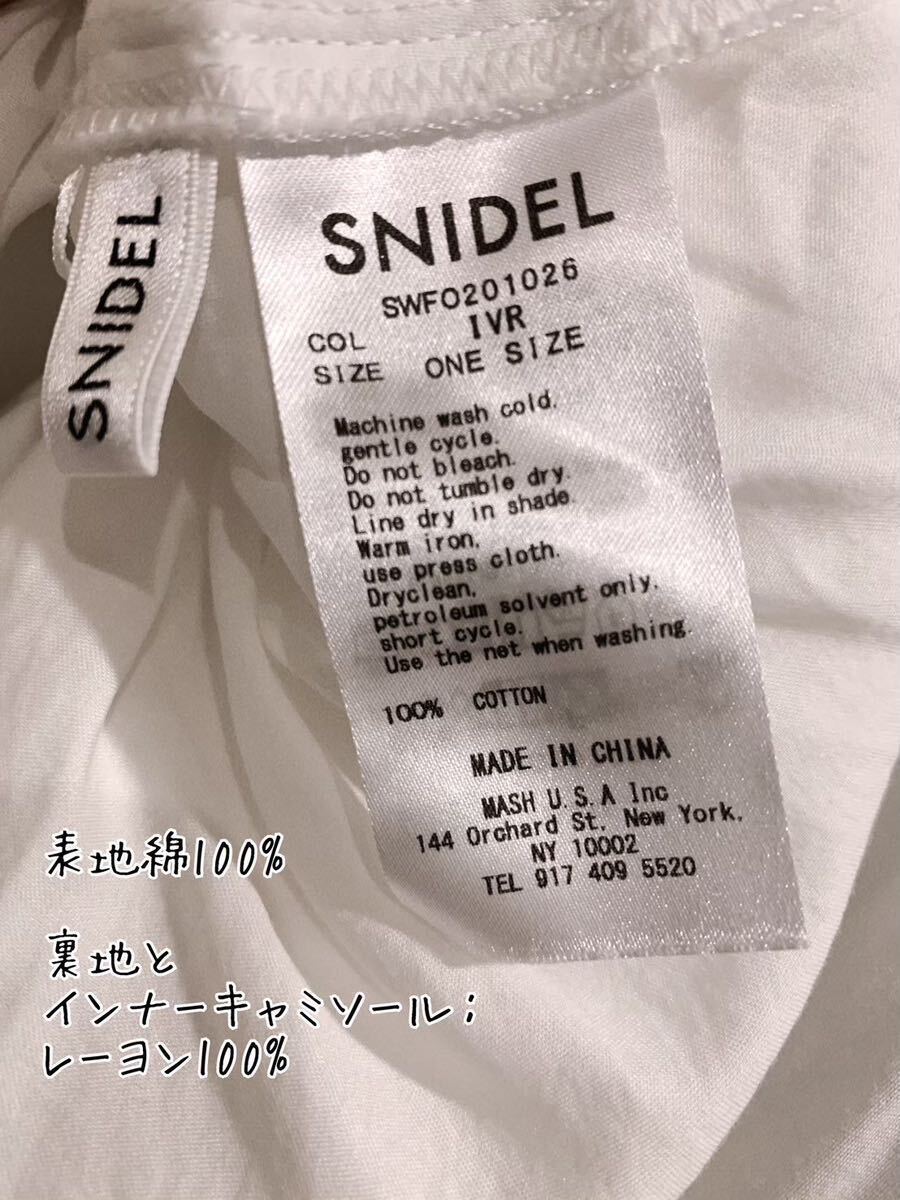 SNIDEL
SNIDEL
SWFO201026
COL IVR
SIZE ONE SIZE
Machine wash cold.
gentle cycle.
Do not bleach.
Do not tumble dry.
Line dry in shade.
Warm iron.
use press cloth.
Dryclean.
petroleum solvent only.
short cycle.
Use the net when washing.
100% COTTON
MADE IN CHINA
MASH U.S.A Inc
144 Orchard St. New York.
NY 10002
TEL 917 409 5520
表地綿100%
裏地と
インナーキャミソール;
レーヨン100%